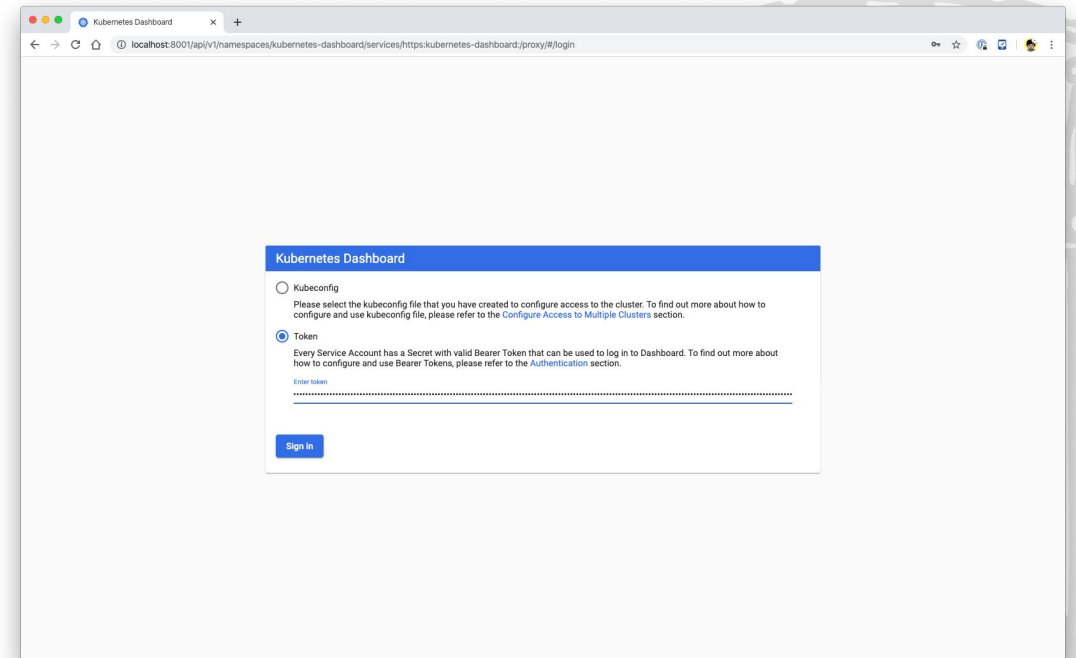 Kubernetes Dashboard
localhost:8001/api/v1/namespaces/kubernetes-dashboard/services/https:kubernetes-dashboard:/proxy/#/login
Kubernetes Dashboard
Kubeconfig
Please select the kubeconfig file that you have created to configure access to the cluster. To find out more about how to
configure and use kubeconfig file, please refer to the Configure Access to Multiple Clusters section.
Token
Every Service Account has a Secret with valid Bearer Token that can be used to log in to Dashboard. To find out more about
how to configure and use Bearer Tokens, please refer to the Authentication section.
Enter token
Sign in